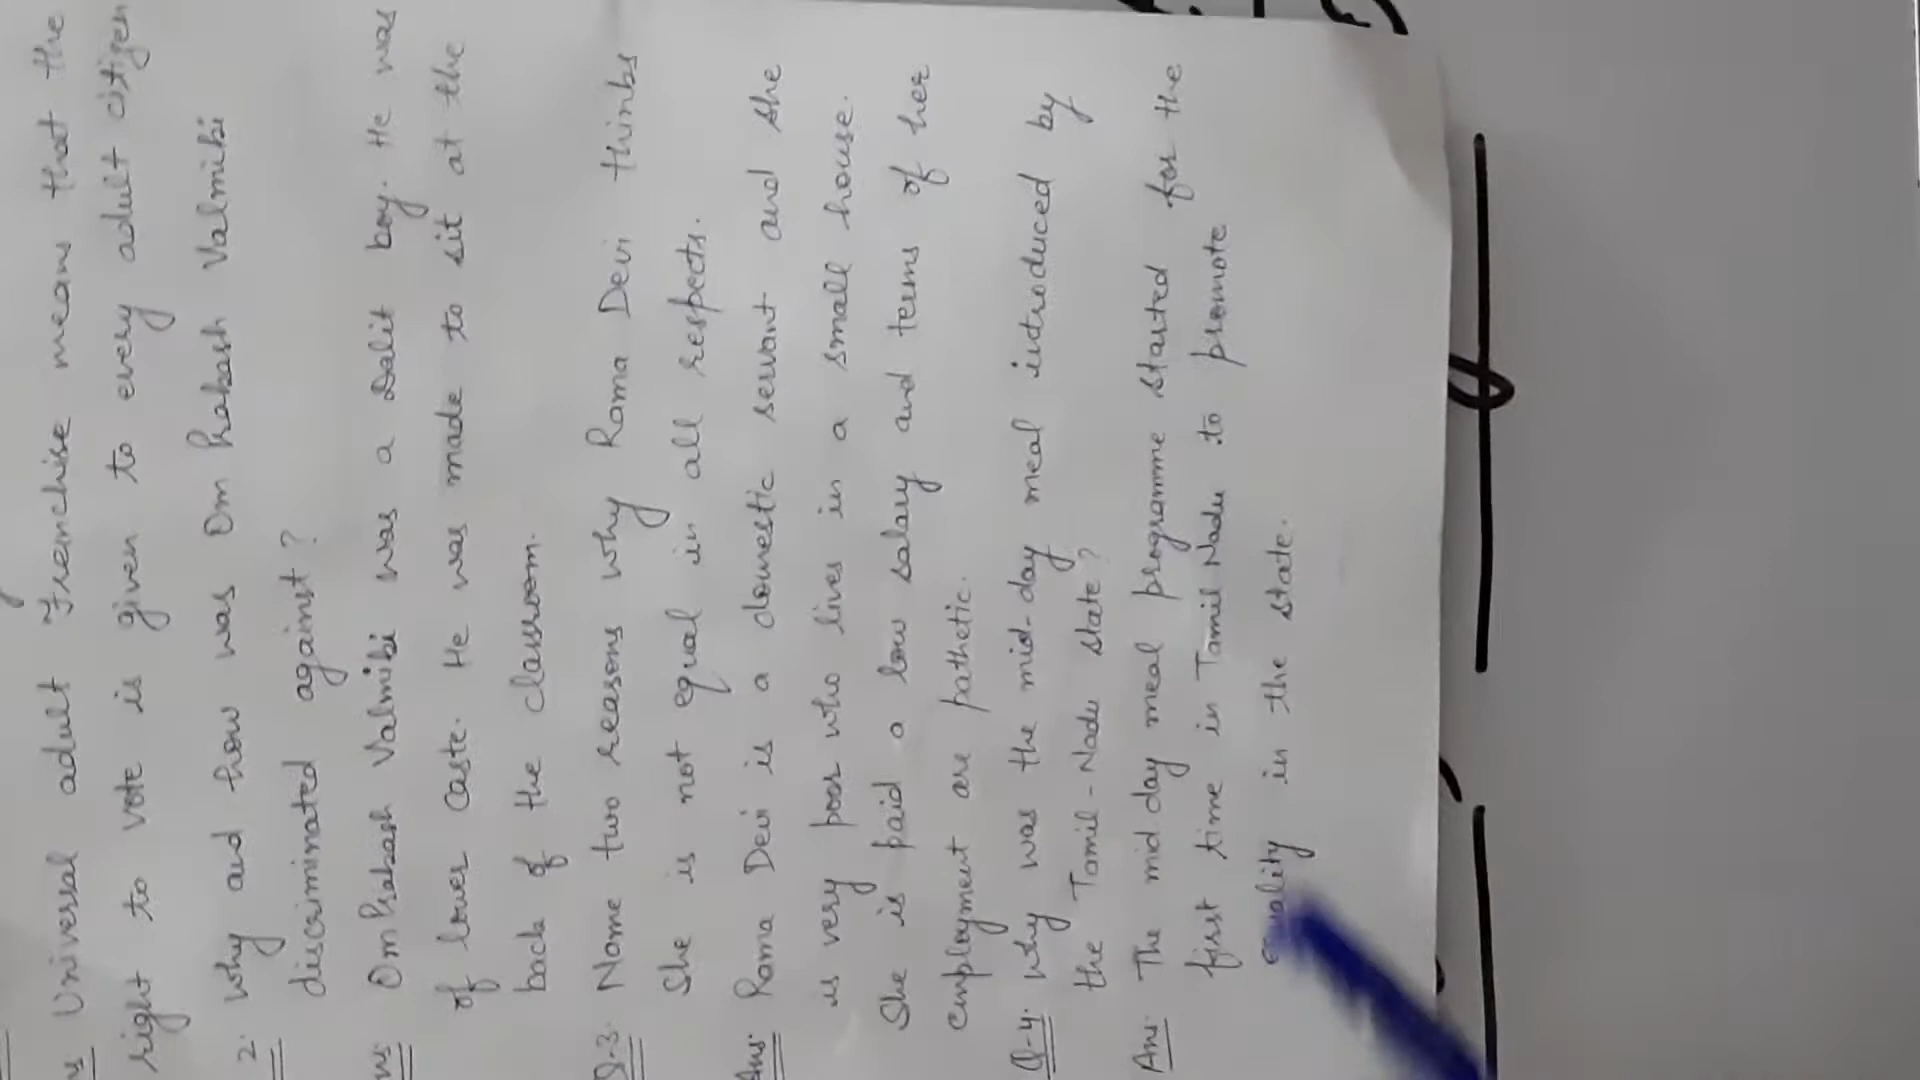 Universal adult Frenchise means that the
right to vote is given to every adult citizen
2. Why and how was Om Prakash Valmiki
discriminated against?
Om Prakash Valmiki was a Dalit boy. He was
of lower caste. He was made to sit at the
back of the classroom.
Q-3. Name two reasons why Rama Devi thinks
She is not equal in all respects.
Ans: Rama Devi is a domestic servant and she
is very poor who lives in a small house.
She is paid a low salary and terms of her
employment are pathetic.
Q-4. Why was the mid-day meal introduced by
the Tamil-Nadu state?
Ans: The mid day meal programme started for the
first time in Tamil Nadu to promote
equality in the state.